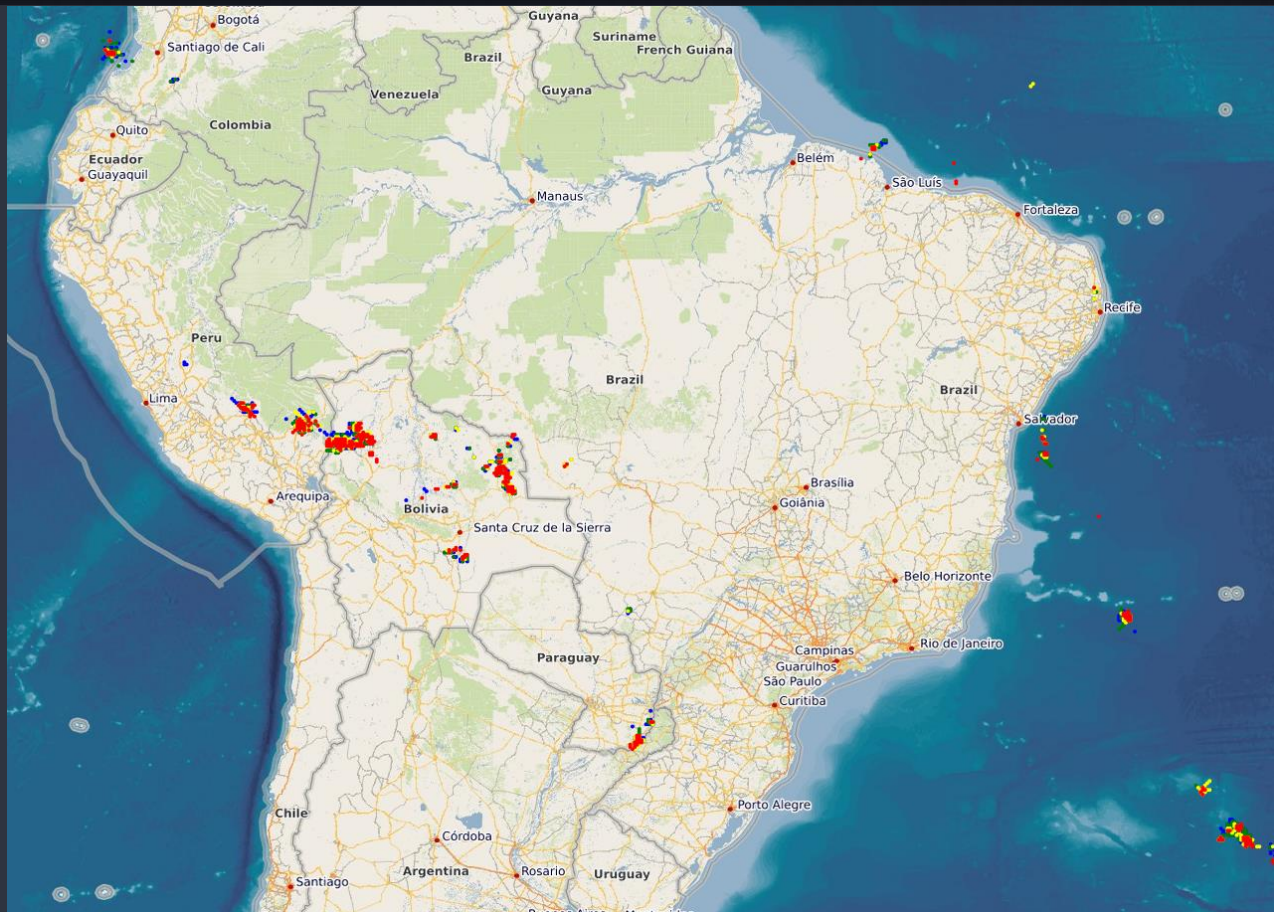 Guyana
Bogotá
Suriname
Santiago de Cali
French Guiana
Brazil
Venezuela
Guyana
Colombia
Quito
Ecuador
Guayaquil
Belém
São Luís
Manaus
Fortaleza
Recife
Peru
Brazil
Brazil
Lima
Salvador
Brasília
Arequipa
Goiânia
Bolivia
Santa Cruz de la Sierra
Belo Horizonte
Rio de Janeiro
Campinas
Paraguay
Guarulhos
São Paulo
Curitiba
Porto Alegre
Chile
Córdoba
Argentina
Rosario
Uruguay
Santiago